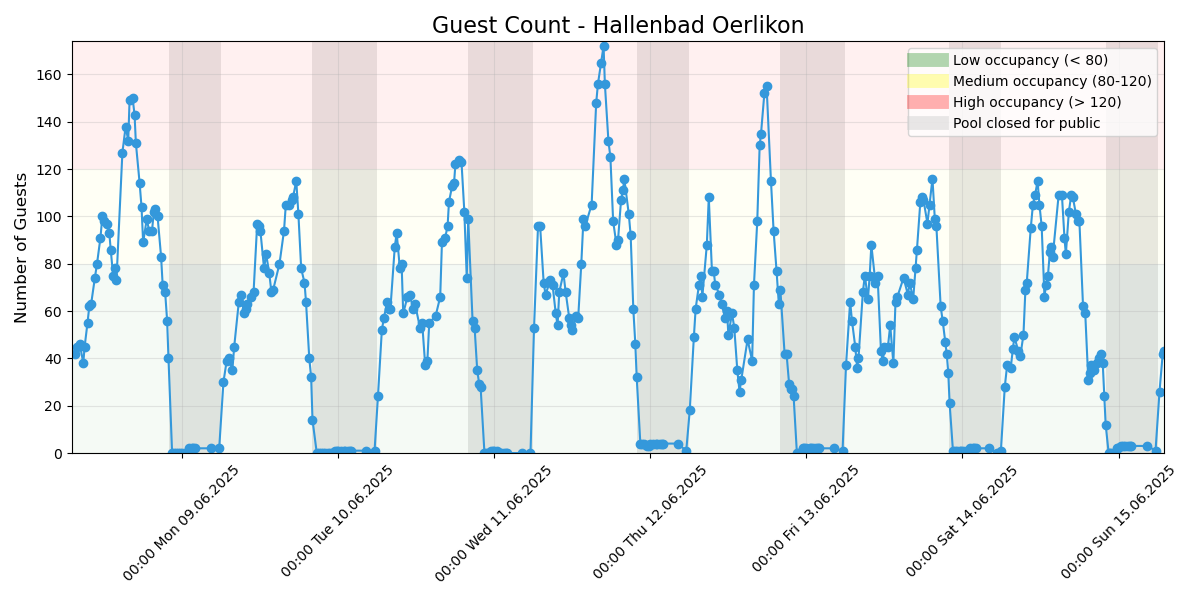 Guest Count - Hallenbad Oerlikon
Low occupancy (< 80)
Medium occupancy (80-120)
High occupancy (> 120)
Pool closed for public
Number of Guests
160
140
120
100
80
60
40
20
0
00:00 Mon 09.06.2025
00:00 Tue 10.06.2025
00:00 Wed 11.06.2025
00:00 Thu 12.06.2025
00:00 Fri 13.06.2025
00:00 Sat 14.06.2025
00:00 Sun 15.06.2025